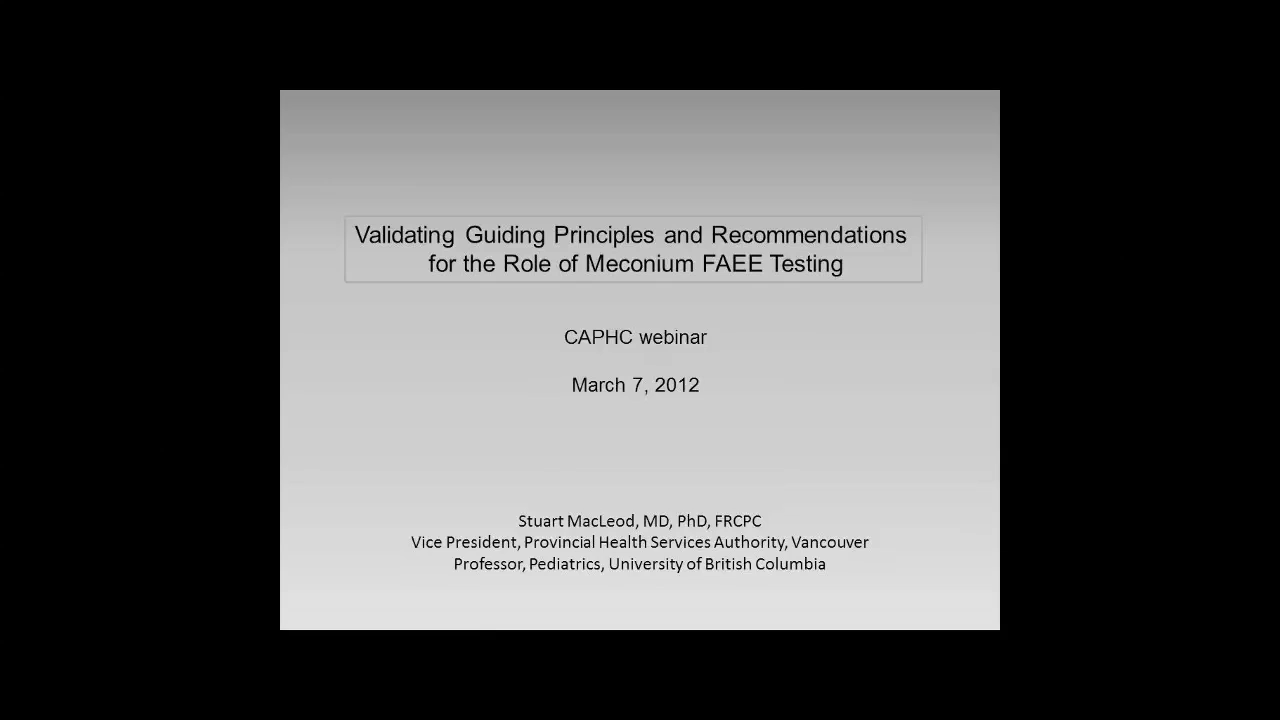 Validating Guiding Principles and Recommendations
for the Role of Meconium FAEE Testing
CAPHC webinar
March 7, 2012
Stuart MacLeod, MD, PhD, FRCPC
Vice President, Provincial Health Services Authority, Vancouver
Professor, Pediatrics, University of British Columbia